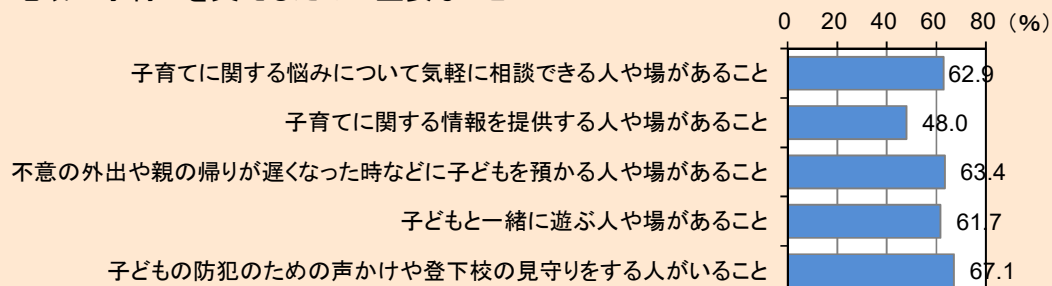 0 20 40 60 80 (%)
子育てに関する悩みについて気軽に相談できる人や場があること 62.9
子育てに関する情報を提供する人や場があること 48.0
不意の外出や親の帰りが遅くなった時などに子どもを預かる人や場があること 63.4
子どもと一緒に遊ぶ人や場があること 61.7
子どもの防犯のための声かけや登下校の見守りをする人がいること 67.1